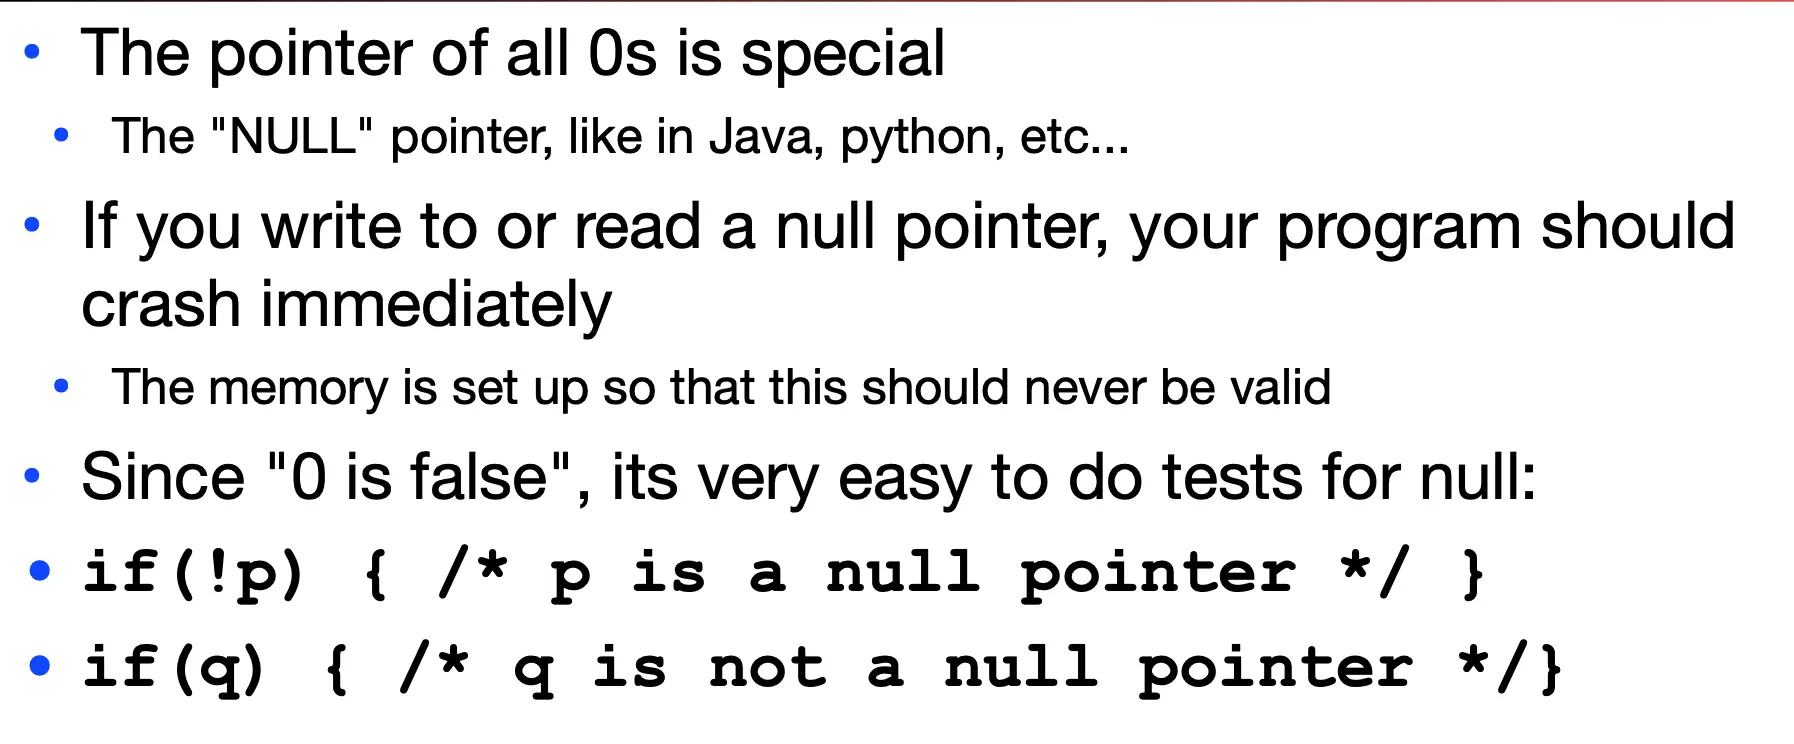 • The pointer of all 0s is special
• The "NULL" pointer, like in Java, python, etc...
• If you write to or read a null pointer, your program should
crash immediately
• The memory is set up so that this should never be valid
• Since "0 is false", its very easy to do tests for null:
• if(!p) { /* p is a null pointer */ }
• if(q) { /* q is not a null pointer */}